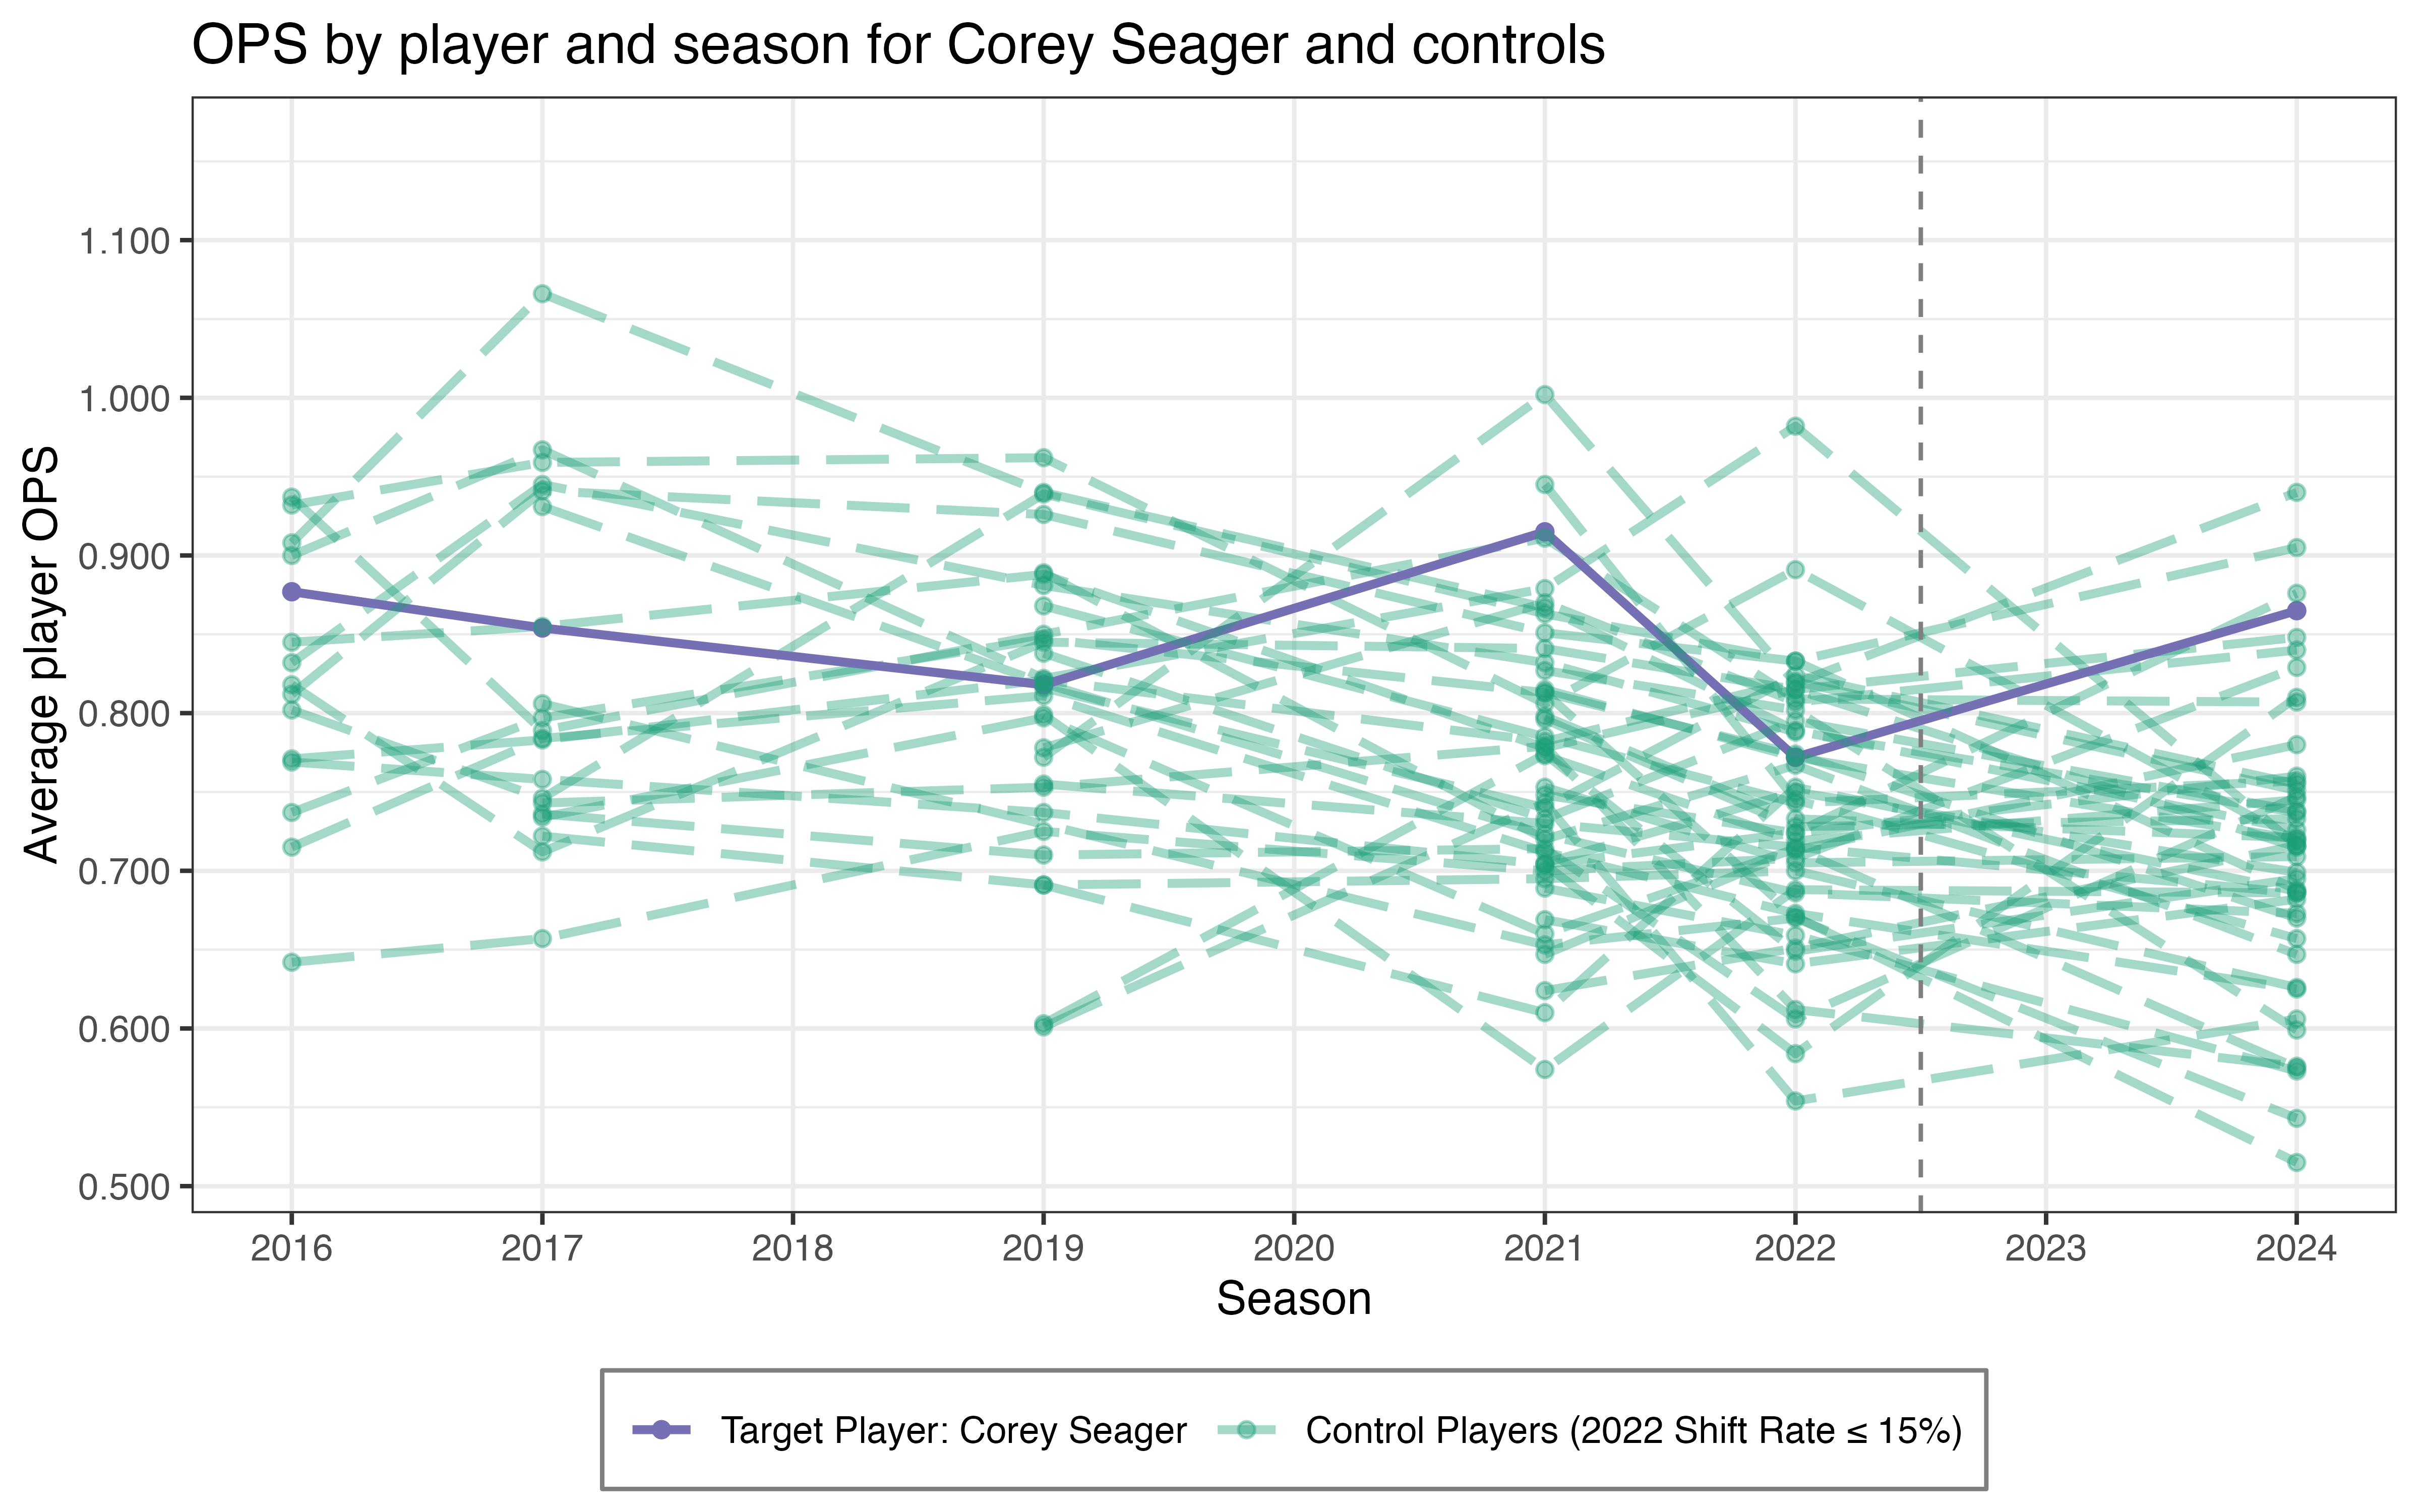 OPS by player and season for Corey Seager and controls
Average player OPS
1.100
1.000
0.900
0.800
0.700
0.600
0.500
2016 2017 2018 2019 2020 2021 2022 2023 2024
Season
Target Player: Corey Seager Control Players (2022 Shift Rate ≤ 15%)